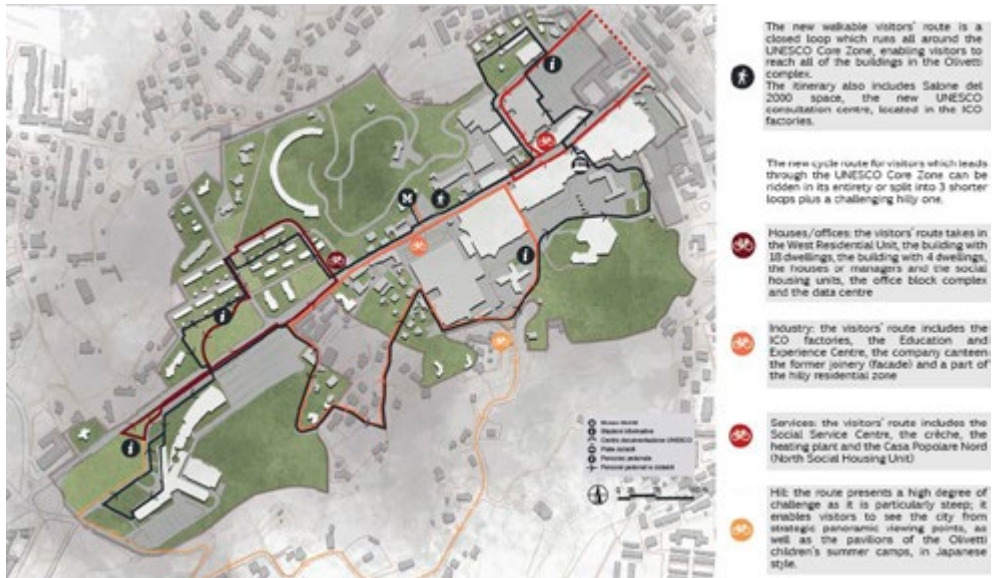 The new walkable visitors' route is a
closed loop which runs all around the
UNESCO Core Zone, enabling visitors to
reach all of the buildings in the Olivetti
complex.
The itinerary also includes Salone del
2000 space, the new UNESCO
consultation centre, located in the ICO
factories.
The new cycle route for visitors which leads
through the UNESCO Core Zone can be
ridden in its entirety or split into 3 shorter
loops plus a challenging hilly one.
Houses/offices: the visitors' route takes in
the West Residential Unit, the building with
18 dwellings, the building with 4 dwellings,
the houses or managers and the social
housing units, the office block complex
and the data centre
Industry: the visitors' route includes the
ICO factories, the Education and
Experience Centre, the company canteen
the former joinery (facade) and a part of
the hilly residential zone
Services: the visitors' route includes the
Social Service Centre, the crèche, the
heating plant and the Casa Popolare Nord
(North Social Housing Unit)
Hill: the route presents a high degree of
challenge as it is particularly steep; it
enables visitors to see the city from
strategic panoramic viewing points, as
well as the pavilions of the Olivetti
children's summer camps, in Japanese
style.
i
M
i
i
i
Centro documentazione UNESCO
Percorso pedonale